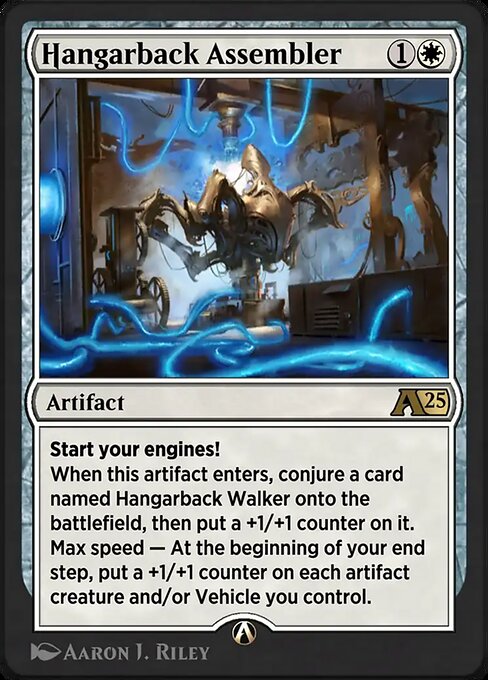 Hangarback Assembler 1
Artifact A25
Start your engines!
When this artifact enters, conjure a card
named Hangarback Walker onto the
battlefield, then put a +1/+1 counter on it.
Max speed — At the beginning of your end
step, put a +1/+1 counter on each artifact
creature and/or Vehicle you control.
Aaron J. Riley